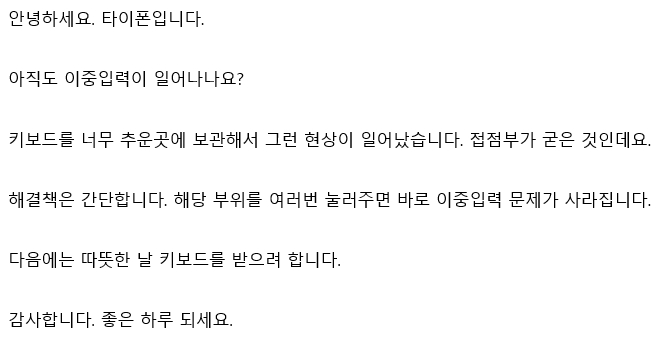 안녕하세요. 타이폰입니다.
아직도 이중입력이 일어나나요?
키보드를 너무 추운곳에 보관해서 그런 현상이 일어났습니다. 접점부가 굳은 것인데요.
해결책은 간단합니다. 해당 부위를 여러번 눌러주면 바로 이중입력 문제가 사라집니다.
다음에는 따뜻한 날 키보드를 받으려 합니다.
감사합니다. 좋은 하루 되세요.